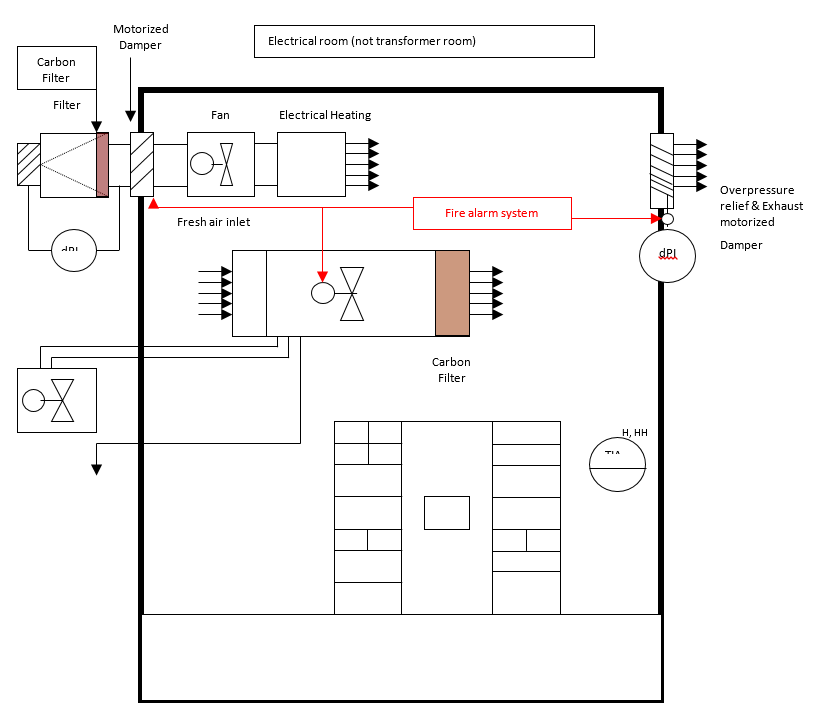 Motorized
Damper
Electrical room (not transformer room)
Carbon
Filter
Filter
Fan
Electrical Heating
Fire alarm system
Overpressure
relief & Exhaust
motorized
Damper
Fresh air inlet
dPI
dPI
Carbon
Filter
H, HH
TIA